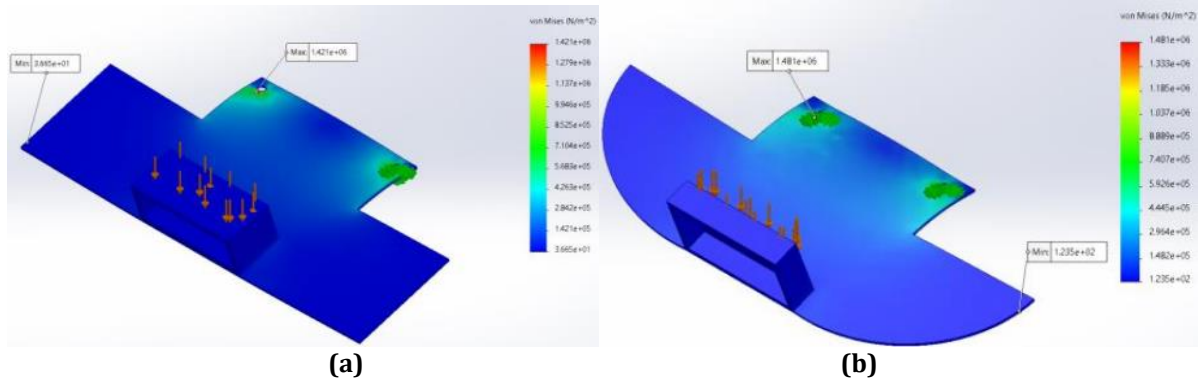 von Mises (N/m^2)
1.421e+06
1.279e+06
1.137e+06
9.946e+05
8.525e+05
7.104e+05
5.683e+05
4.263e+05
2.842e+05
1.421e+05
3.665e+01
Max: 1.421e+06
Min: 3.665e+01
(a)
von Mises (N/m^2)
1.481e+06
1.333e+06
1.185e+06
1.037e+06
8.889e+05
7.407e+05
5.926e+05
4.445e+05
2.964e+05
1.482e+05
1.235e+02
Max: 1.481e+06
Min: 1.235e+02
(b)